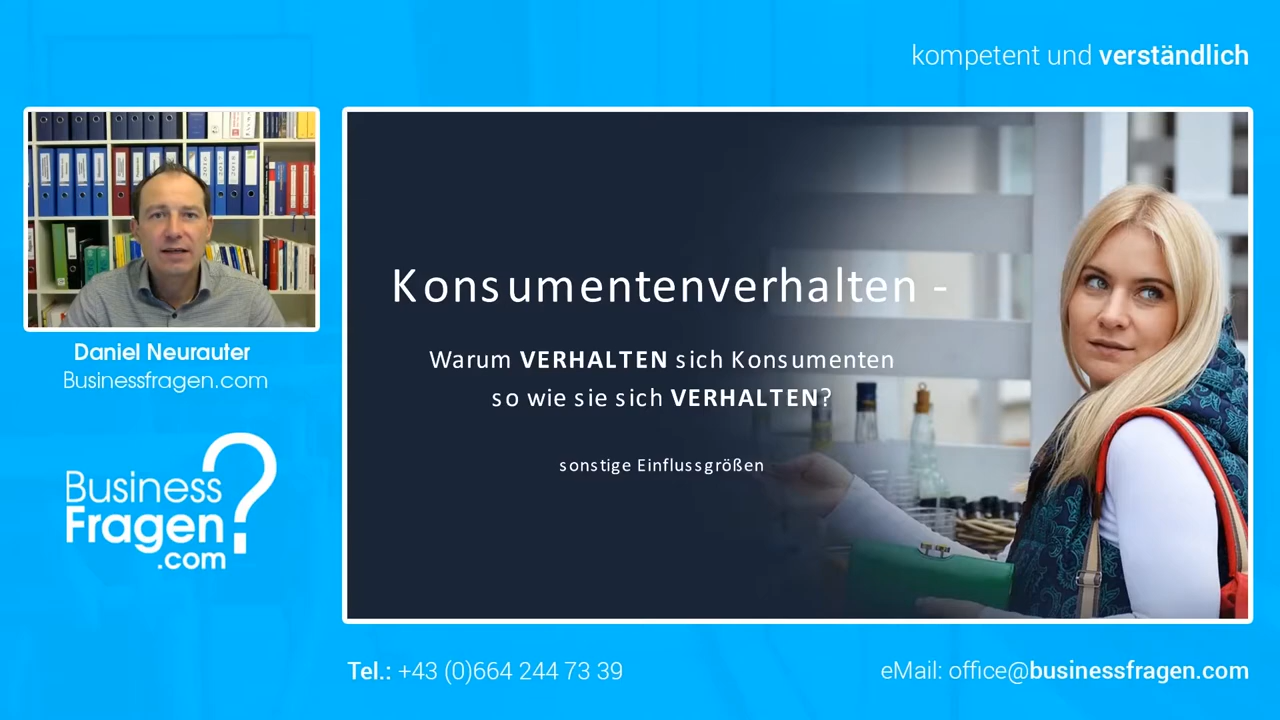 kompetent und verständlich
Konsumentenverhalten -
Warum VERHALTEN sich Konsumenten
so wie sie sich VERHALTEN?
sonstige Einflussgrößen
Daniel Neurauter
Businessfragen.com
Business
Fragen
.com
?
Tel.: +43 (0)664 244 73 39
eMail: office@businessfragen.com